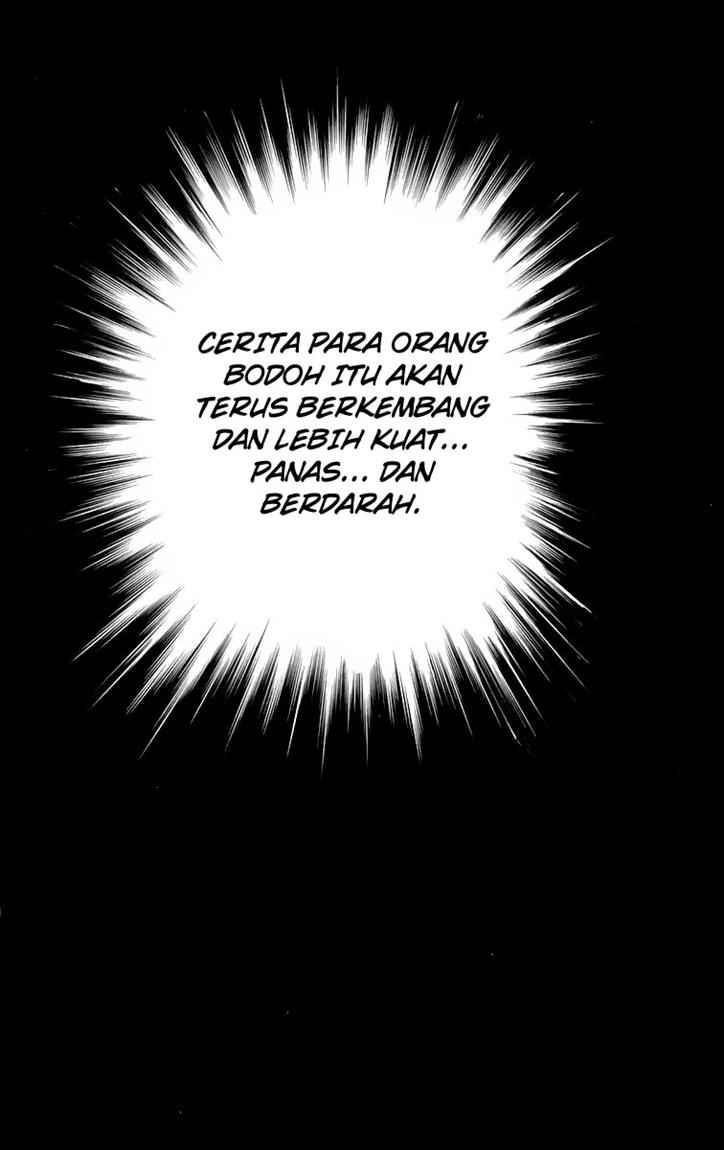 CERITA PARA ORANG
BODOH ITU AKAN
TERUS BERKEMBANG
DAN LEBIH KUAT...
PANAS... DAN
BERDARAH.